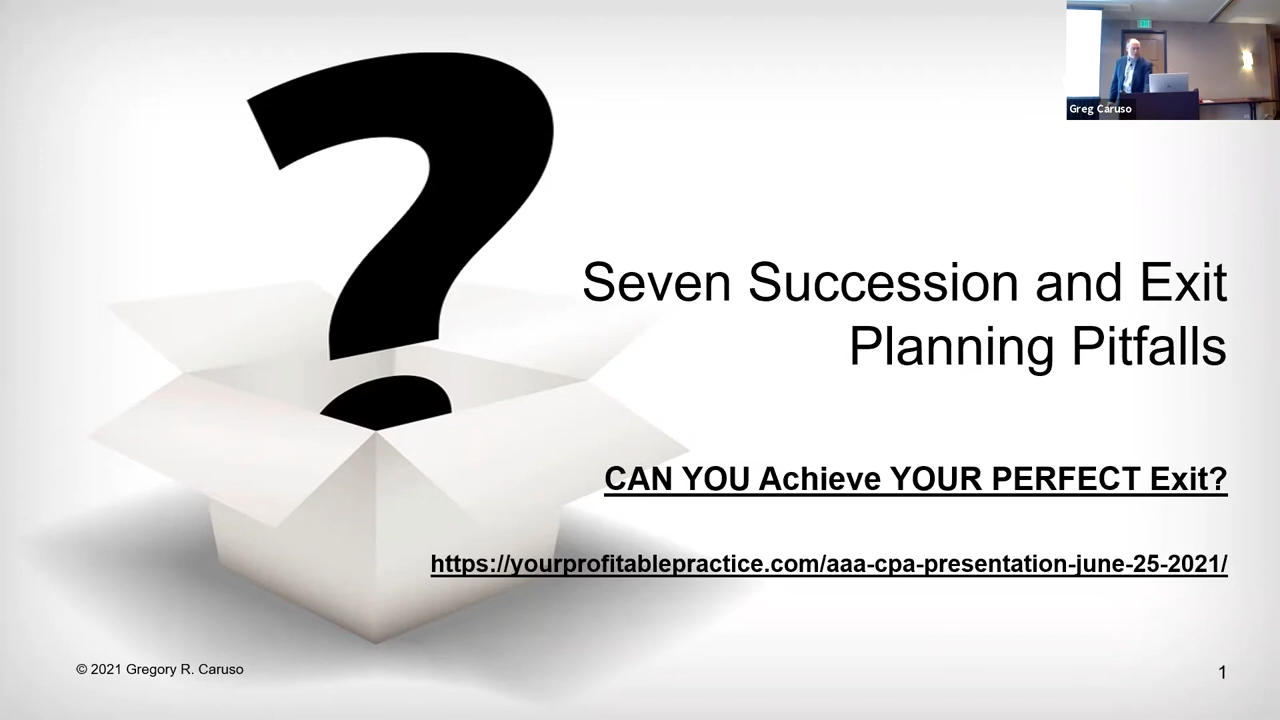 Greg Caruso
Seven Succession and Exit
Planning Pitfalls
CAN YOU Achieve YOUR PERFECT Exit?
https://yourprofitablepractice.com/aaa-cpa-presentation-june-25-2021/
© 2021 Gregory R. Caruso
1